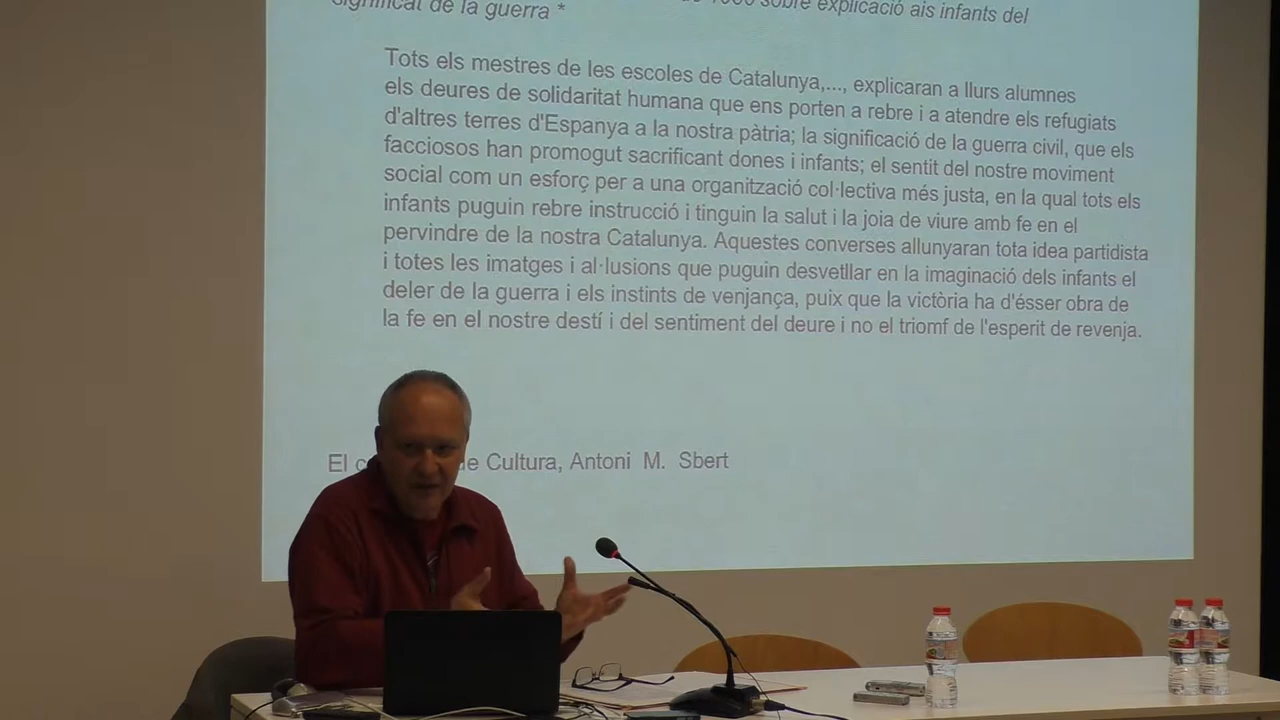 sobre explicació als infants del
significat de la guerra *
Tots els mestres de les escoles de Catalunya,..., explicaran a llurs alumnes
els deures de solidaritat humana que ens porten a rebre i a atendre els refugiats
d'altres terres d'Espanya a la nostra pàtria; la significació de la guerra civil, que els
facciosos han promogut sacrificant dones i infants; el sentit del nostre moviment
social com un esforç per a una organització col·lectiva més justa, en la qual tots els
infants puguin rebre instrucció i tinguin la salut i la joia de viure amb fe en el
pervindre de la nostra Catalunya. Aquestes converses allunyaran tota idea partidista
i totes les imatges i al·lusions que puguin desvetllar en la imaginació dels infants el
deler de la guerra i els instints de venjança, puix que la victòria ha d'ésser obra de
la fe en el nostre destí i del sentiment del deure i no el triomf de l'esperit de revenja.
El Cultura, Antoni M. Sbert